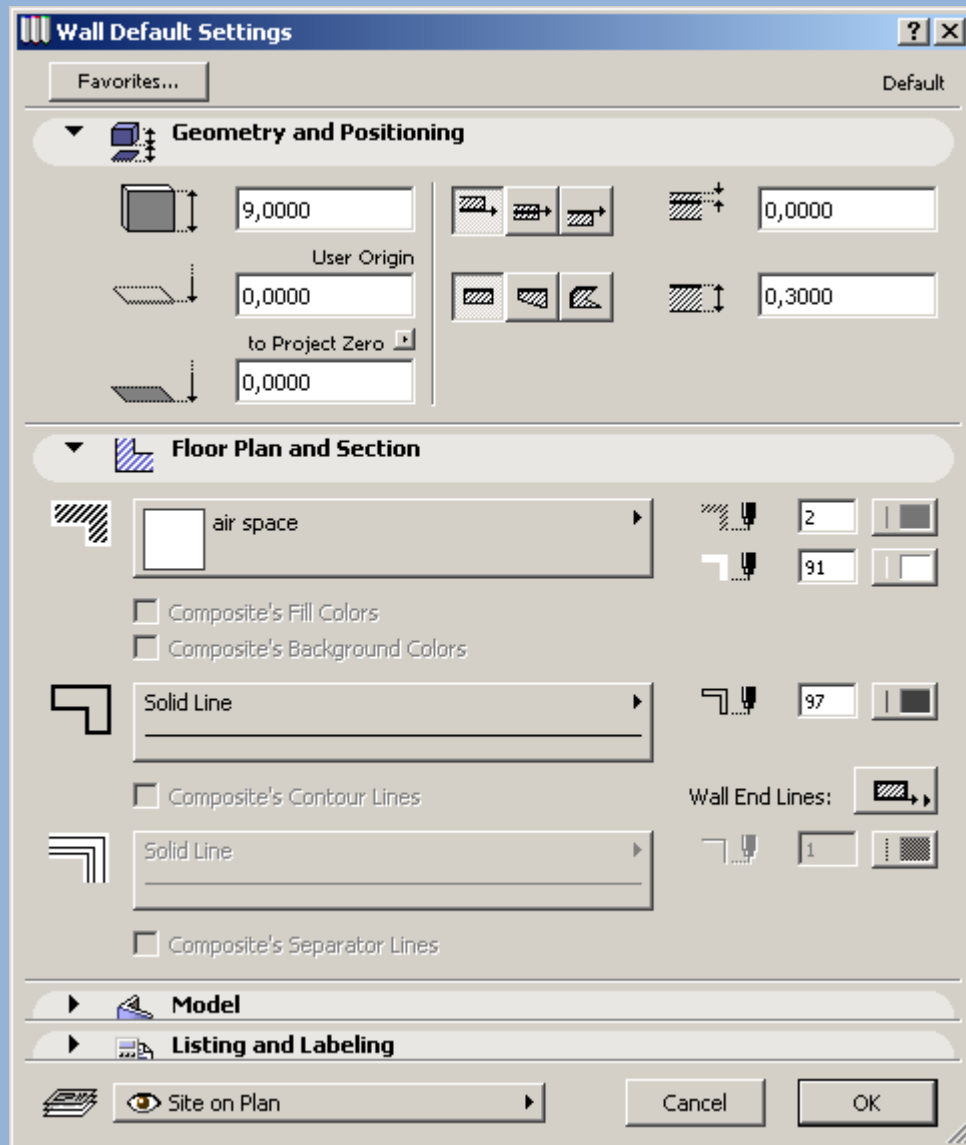 Wall Default Settings
Favorites...
Default
Geometry and Positioning
9,0000
0,0000
User Origin
0,0000
0,3000
to Project Zero
0,0000
Floor Plan and Section
air space
2
91
Composite's Fill Colors
Composite's Background Colors
Solid Line
97
Composite's Contour Lines
Wall End Lines:
Solid Line
1
Composite's Separator Lines
Model
Listing and Labeling
Site on Plan
Cancel
OK